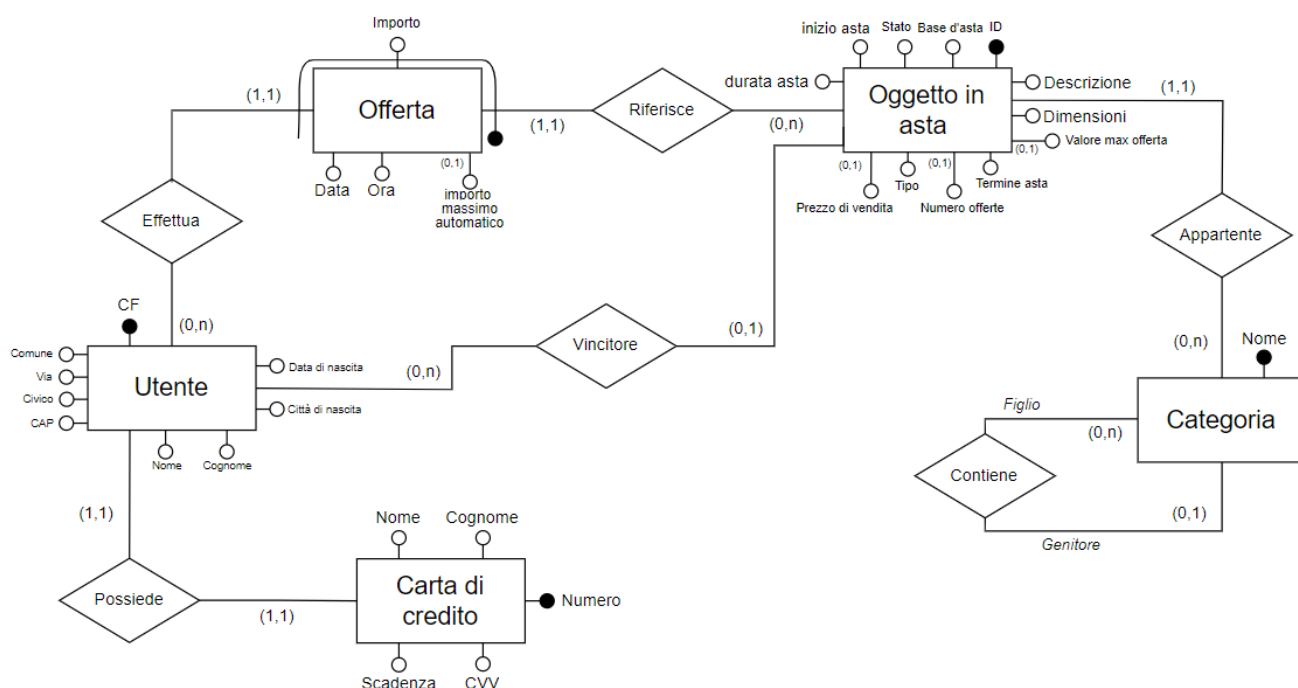 Importo
inizio asta
Stato
Base d'asta
ID
durata asta
Descrizione
(1,1)
Offerta
(1,1)
Riferisce
(0,n)
Oggetto in
asta
Dimensioni
(1,1)
Valore max offerta
(0,1)
(0,1)
(0,1)
(0,1)
Data
Ora
importo
massimo
automatico
Prezzo di vendita
Tipo
Numero offerte
Termine asta
Effettua
Appartente
CF
(0,n)
Comune
Via
Civico
CAP
Utente
Data di nascita
Città di nascita
Nome
Cognome
(0,n)
Vincitore
(0,1)
(0,n)
Nome
Categoria
Figlio
(0,n)
Contiene
(0,1)
Genitore
(1,1)
Possiede
(1,1)
Nome
Cognome
Carta di
credito
Numero
Scadenza
CVV